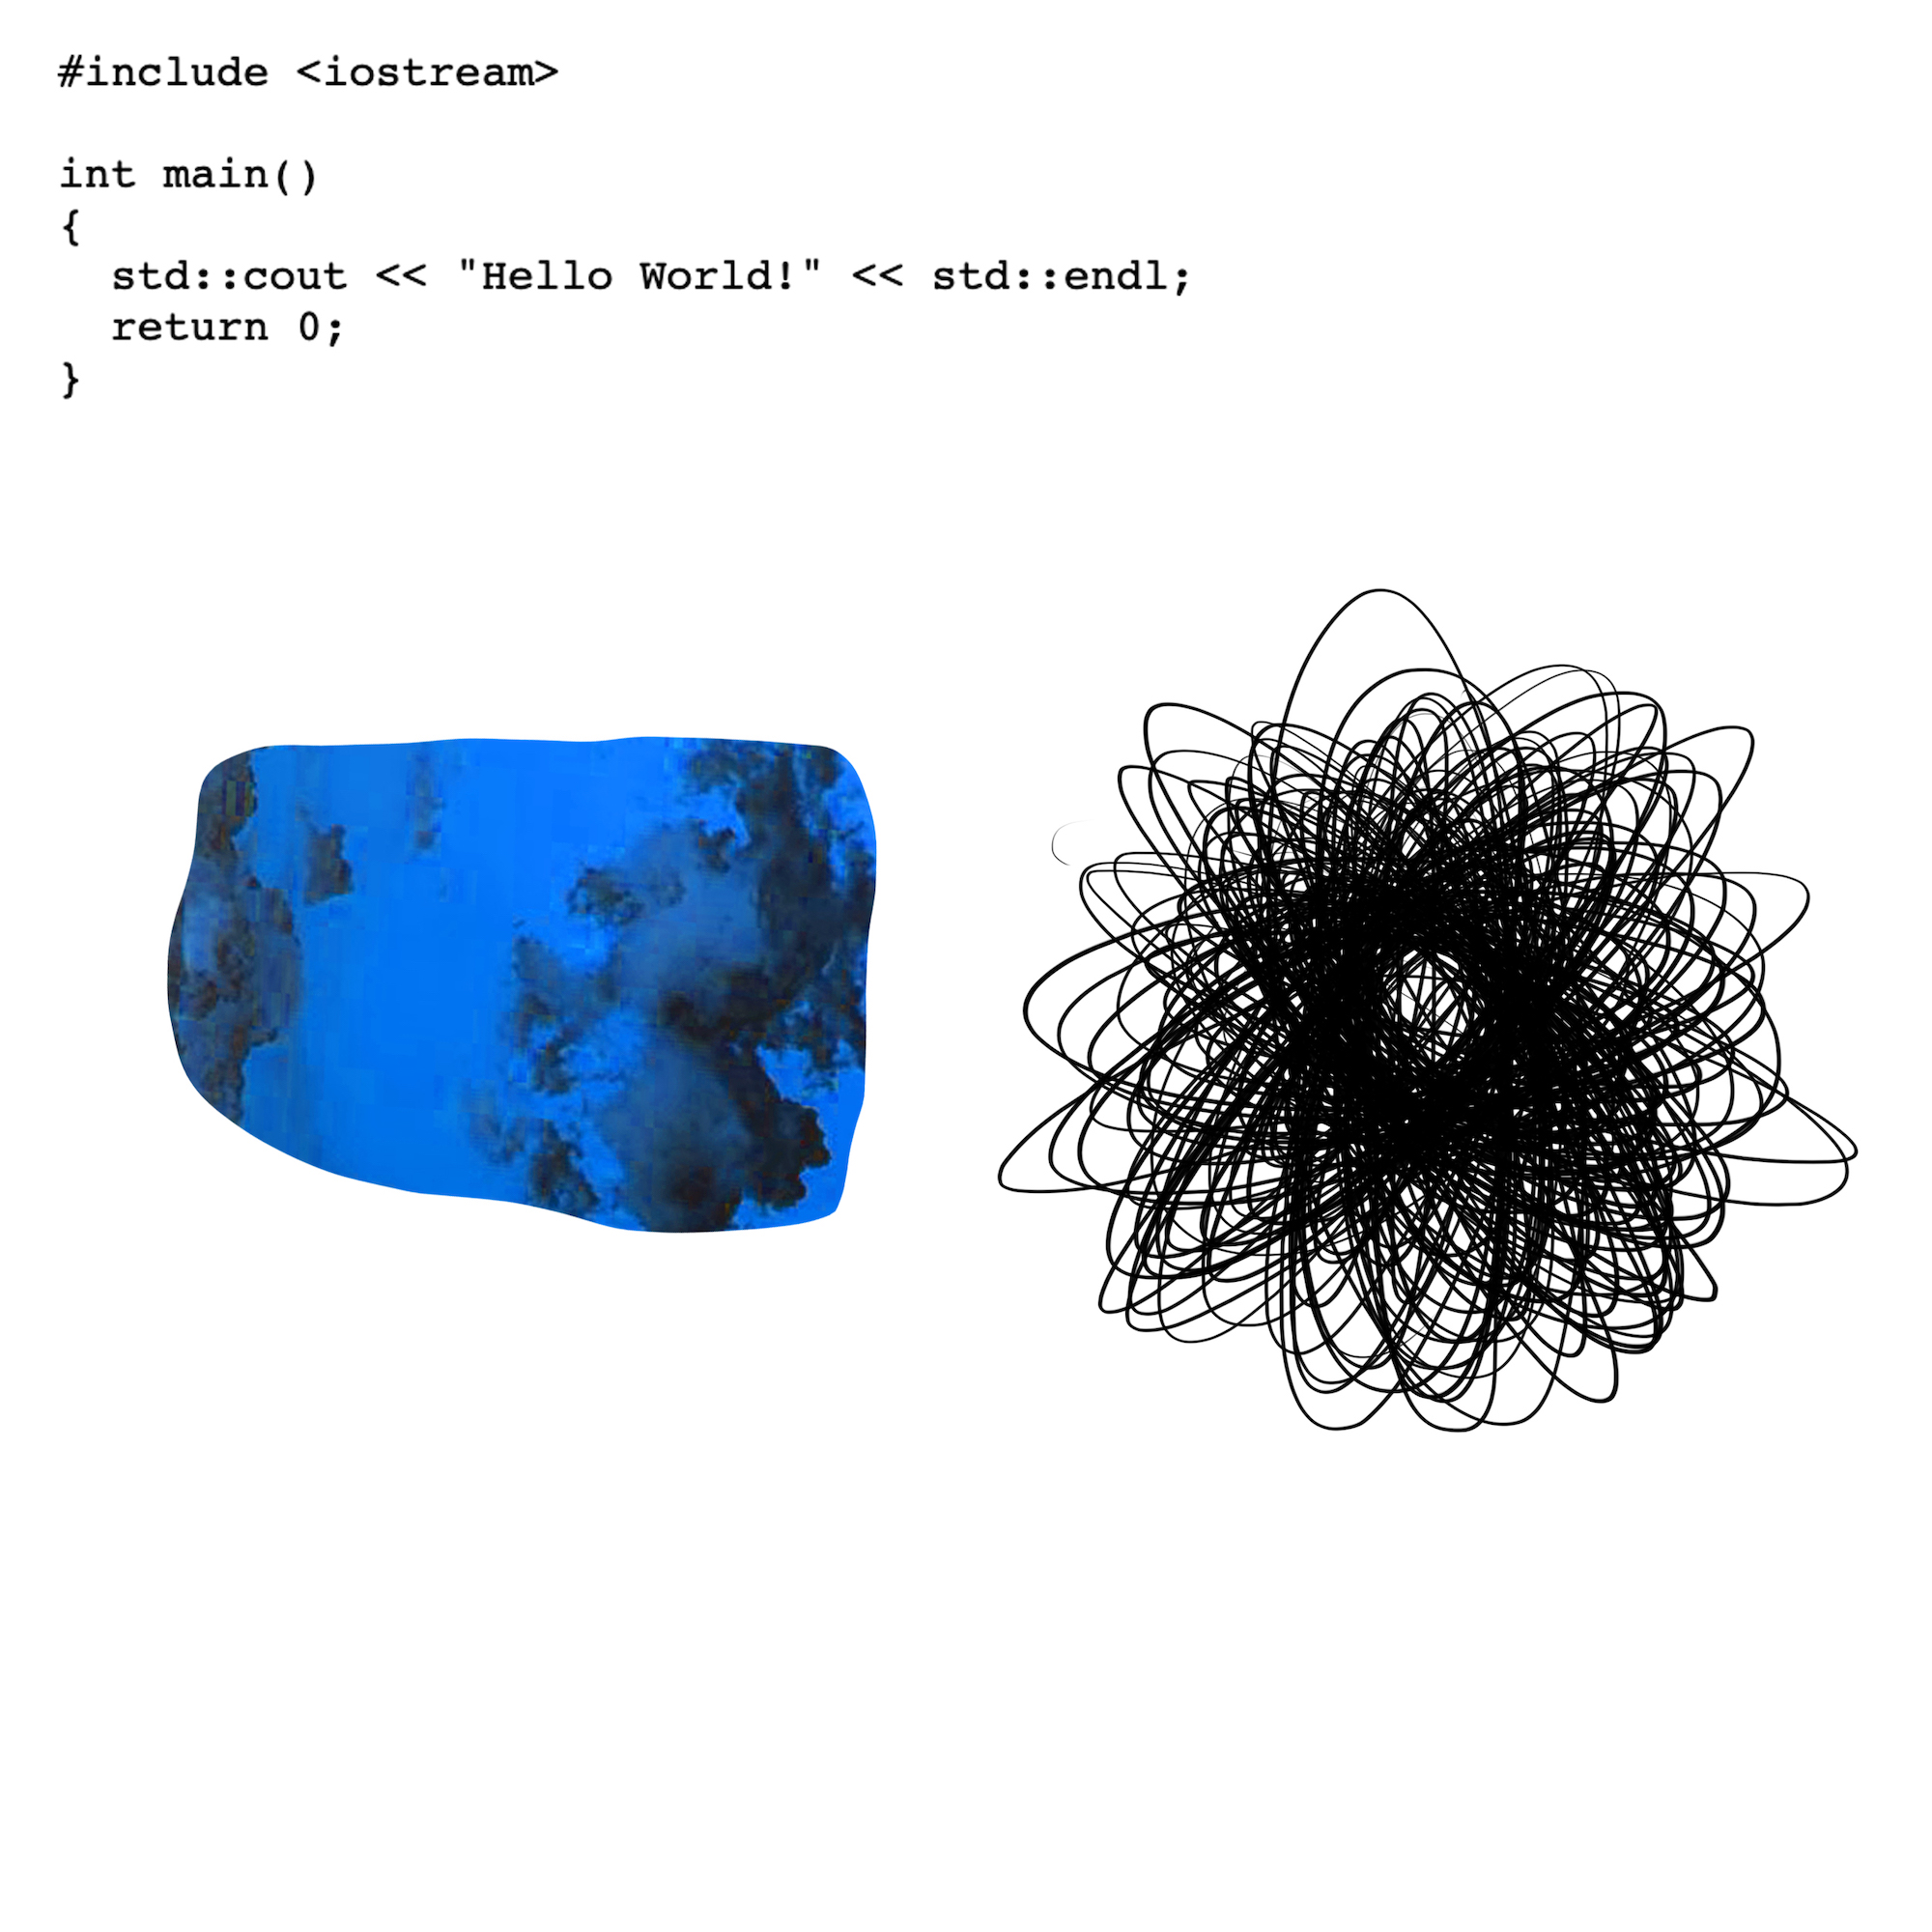 #include <iostream>

int main()
{
  std::cout << "Hello World!" << std::endl;
  return 0;
}